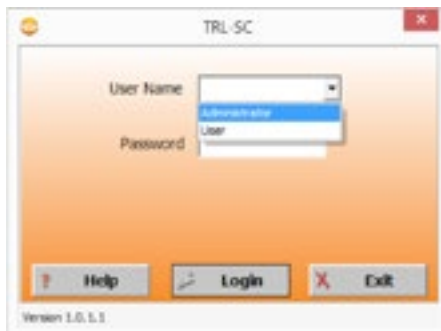 TRL-SC
User Name
Administrator
User
Password
? Help
Login
X Exit
Version 1.0.1.1